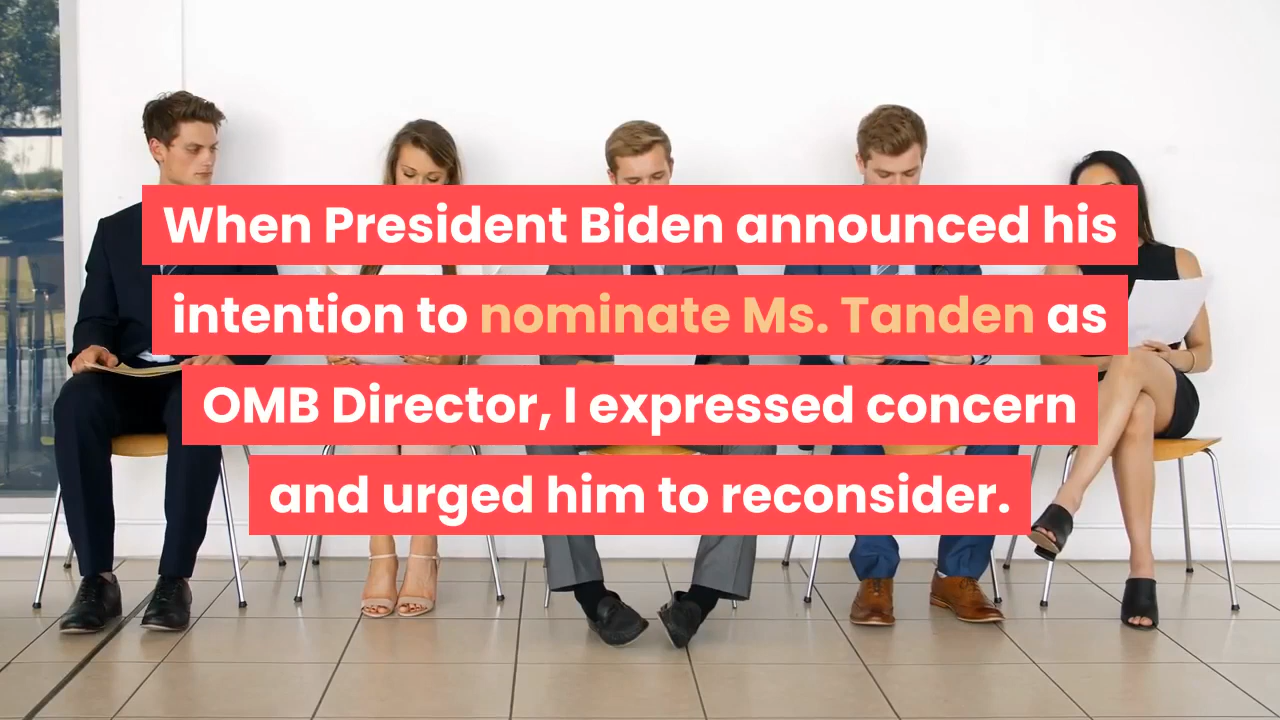 When President Biden announced his
intention to nominate Ms. Tanden as
OMB Director, I expressed concern
and urged him to reconsider.